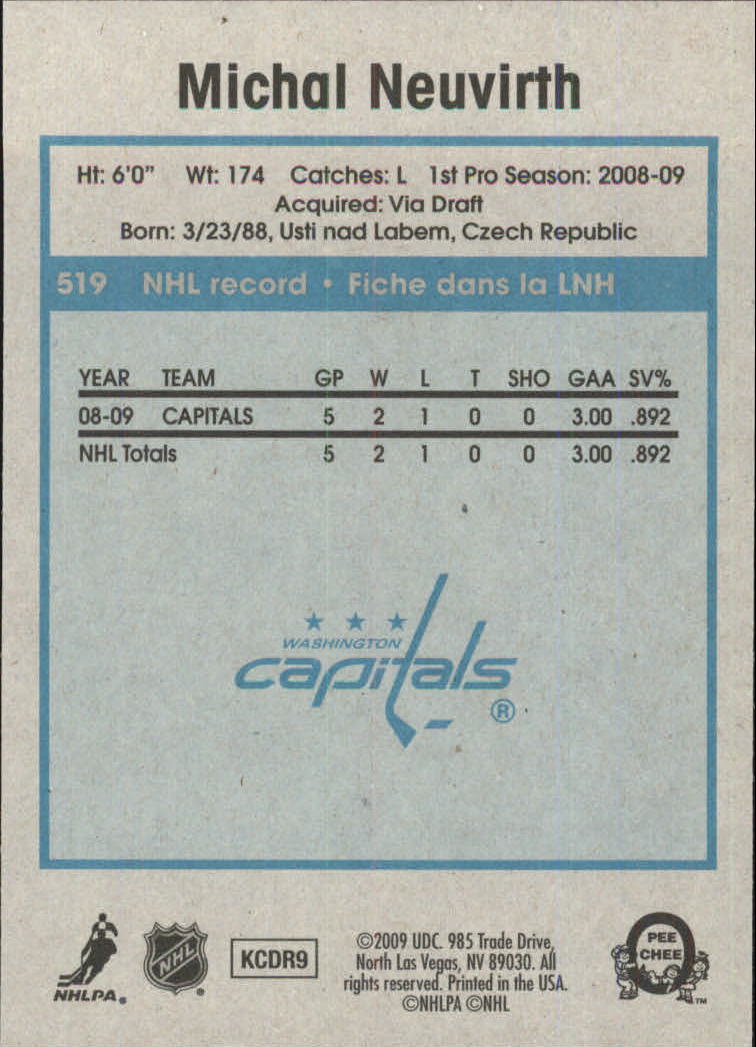 Michal Neuvirth
Ht: 6'0" Wt: 174 Catches: L 1st Pro Season: 2008-09
Acquired: Via Draft
Born: 3/23/88, Usti nad Labem, Czech Republic
519 NHL record • Fiche dans la LNH
YEAR TEAM GP W L T SHO GAA SV%
08-09 CAPITALS 5 2 1 0 0 3.00 .892
NHL Totals 5 2 1 0 0 3.00 .892
WASHINGTON
capitals
®
NHLPA®
NHL®
KCDR9
©2009 UDC. 985 Trade Drive,
North Las Vegas, NV 89030. All
rights reserved. Printed in the USA.
©NHLPA ©NHL
O
PEE
CHEE
TM